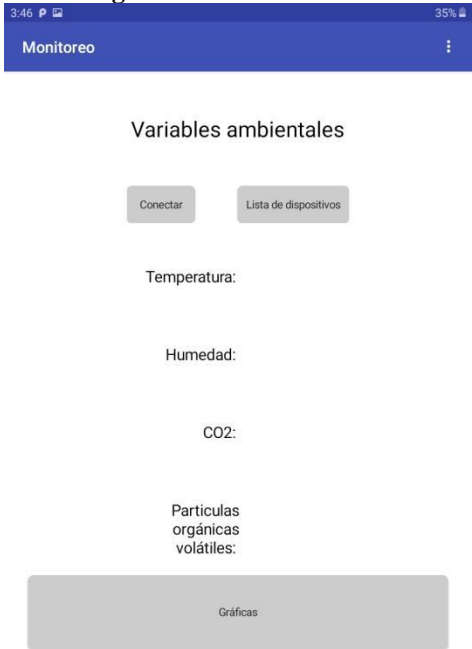 3:46 P 35%
Monitoreo
Variables ambientales
Conectar Lista de dispositivos
Temperatura:
Humedad:
CO2:
Particulas
orgánicas
volátiles:
Gráficas